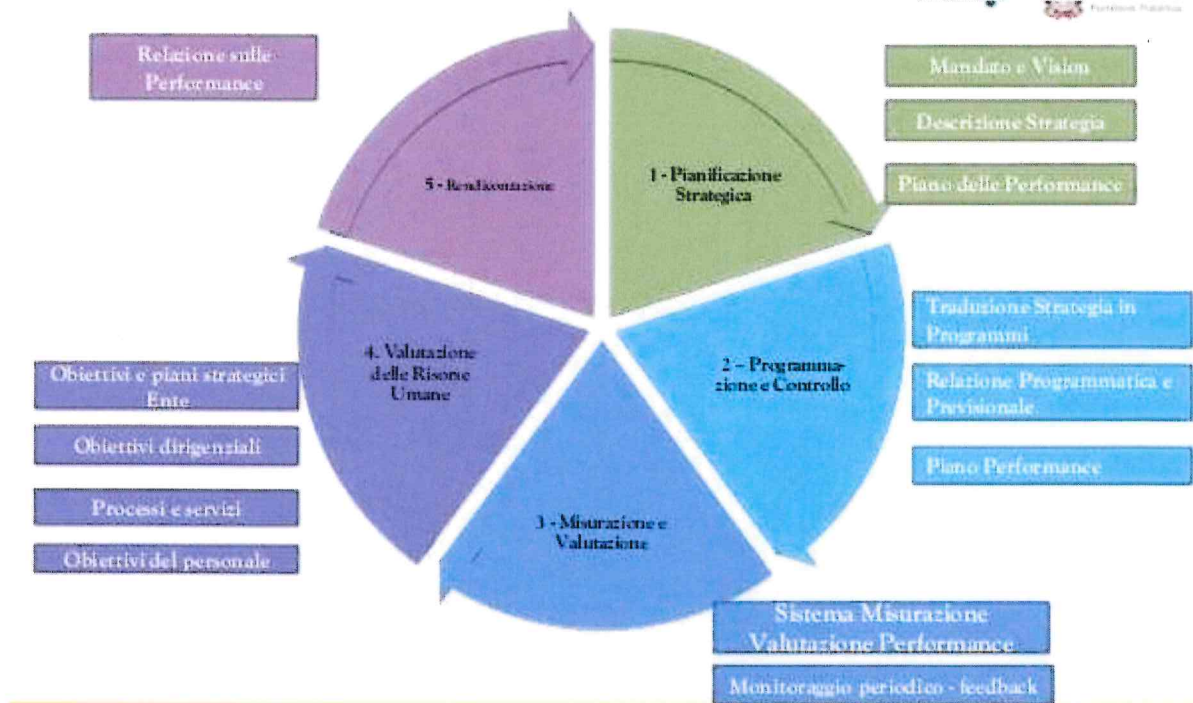 Relazione sulle
Performance
Mandato e Vision
Descrizione Strategia
Piano delle Performance
5 - Rendicontazione
1 - Pianificazione
Strategica
4. Valutazione
delle Risorse
Umane
2 – Programma-
zione e Controllo
3 - Misurazione e
Valutazione
Traduzione Strategia in
Programmi
Relazione Programmatica e
Previsionale
Piano Performance
Obiettivi e piani strategici
Ente
Obiettivi dirigenziali
Processi e servizi
Obiettivi del personale
Sistema Misurazione
Valutazione Performance
Monitoraggio periodico - feedback